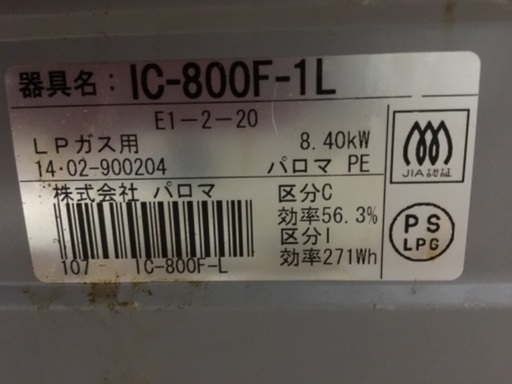 器具名: IC-800F-1L
E1-2-20
LPガス用 8.40kW
14・02-900204 パロマ PE
株式会社 パロマ
区分C
効率56.3%
区分I
効率271Wh
107 IC-800F-L
JIA認証
PS
LPG